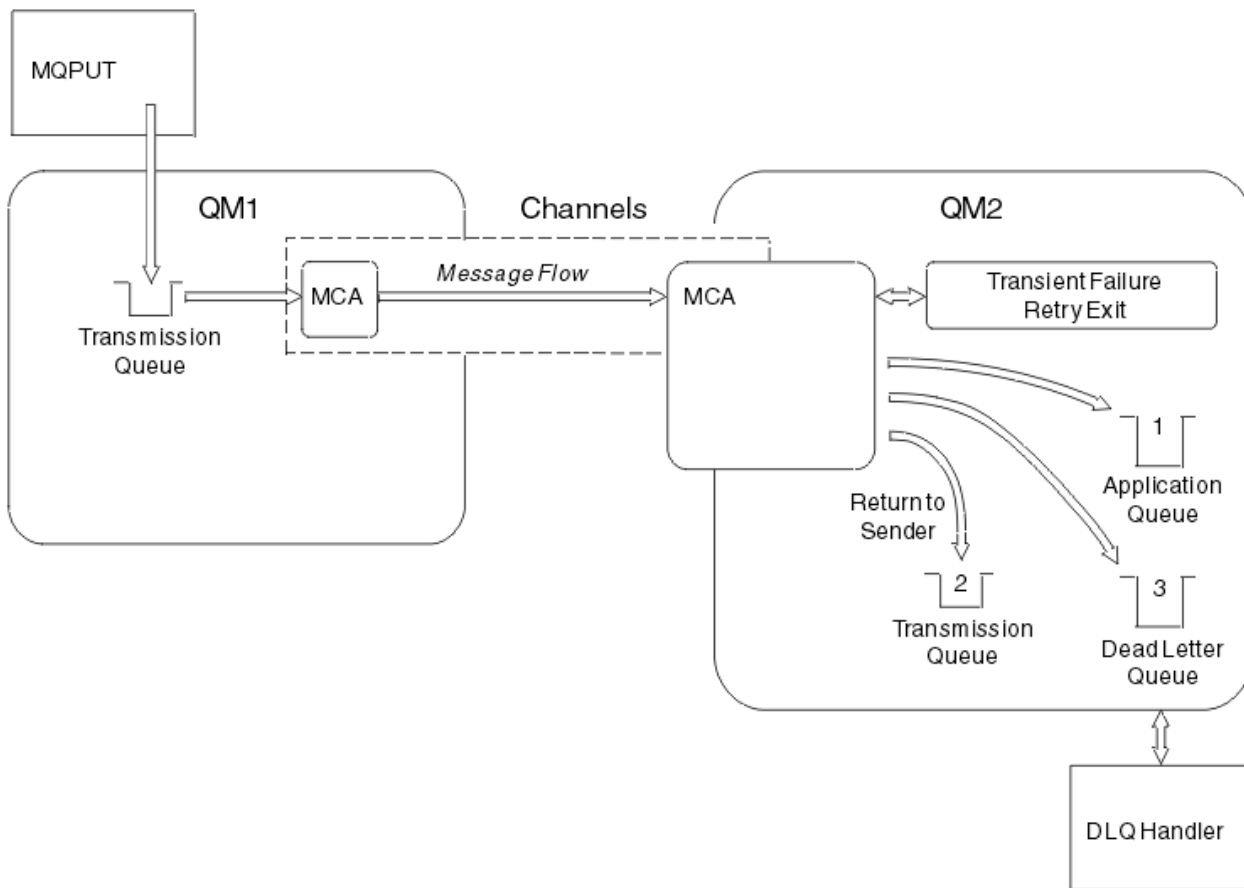 MQPUT
QM1
Channels
QM2
Message Flow
MCA
MCA
Transient Failure
Retry Exit
Transmission
Queue
1
Application
Queue
Return to
Sender
2
Transmission
Queue
3
Dead Letter
Queue
DLQ Handler